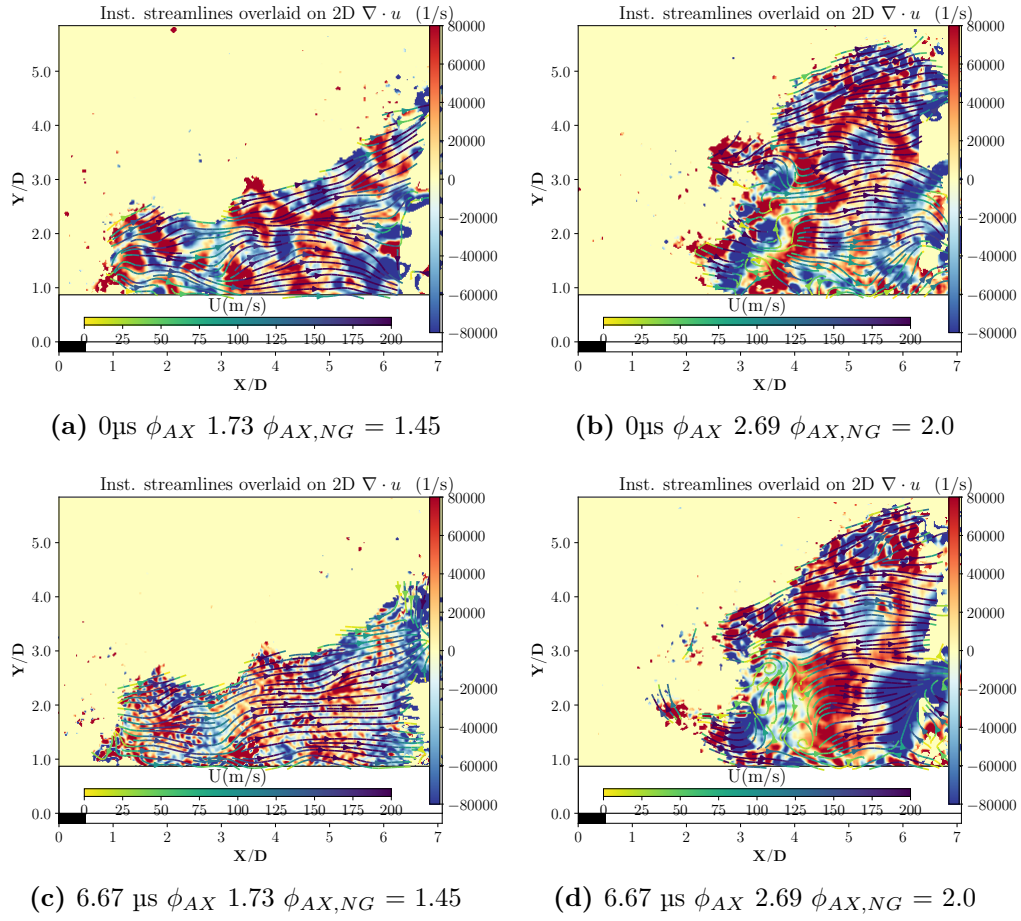 Inst. streamlines overlaid on 2D ∇ · u (1/s)
80000
60000
40000
20000
0
−20000
−40000
−60000
−80000
5.0
4.0
3.0
2.0
1.0
0.0
Y/D
U(m/s)
0 25 50 75 100 125 150 175 200
0 1 2 3 4 5 6 7
X/D
(a) 0µs ϕ_AX 1.73 ϕ_AX,NG = 1.45
Inst. streamlines overlaid on 2D ∇ · u (1/s)
80000
60000
40000
20000
0
−20000
−40000
−60000
−80000
5.0
4.0
3.0
2.0
1.0
0.0
Y/D
U(m/s)
0 25 50 75 100 125 150 175 200
0 1 2 3 4 5 6 7
X/D
(b) 0µs ϕ_AX 2.69 ϕ_AX,NG = 2.0
Inst. streamlines overlaid on 2D ∇ · u (1/s)
80000
60000
40000
20000
0
−20000
−40000
−60000
−80000
5.0
4.0
3.0
2.0
1.0
0.0
Y/D
U(m/s)
0 25 50 75 100 125 150 175 200
0 1 2 3 4 5 6 7
X/D
(c) 6.67 µs ϕ_AX 1.73 ϕ_AX,NG = 1.45
Inst. streamlines overlaid on 2D ∇ · u (1/s)
80000
60000
40000
20000
0
−20000
−40000
−60000
−80000
5.0
4.0
3.0
2.0
1.0
0.0
Y/D
U(m/s)
0 25 50 75 100 125 150 175 200
0 1 2 3 4 5 6 7
X/D
(d) 6.67 µs ϕ_AX 2.69 ϕ_AX,NG = 2.0